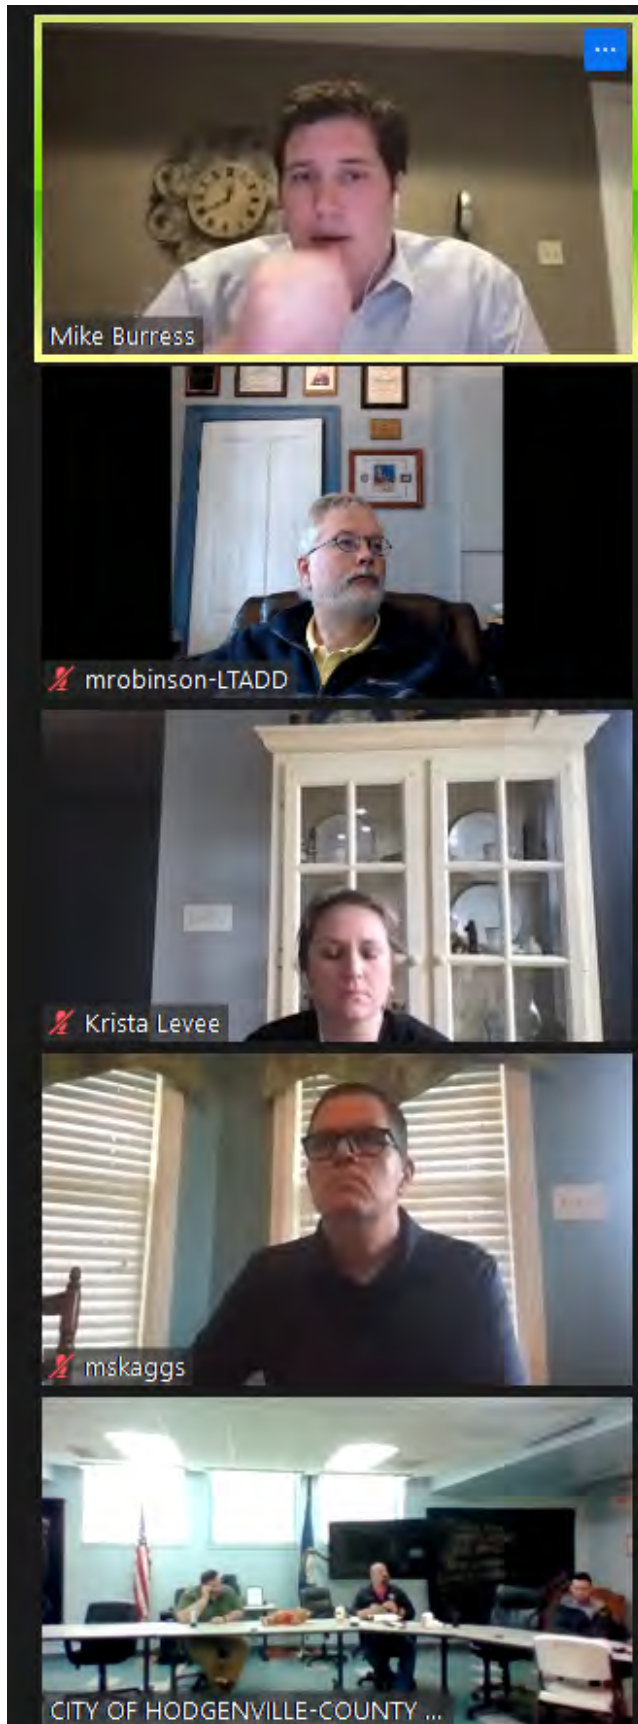 Mike Burress
mrobinson-LTADD
Krista Levee
mskaggs
CITY OF HODGENVILLE-COUNTY ...